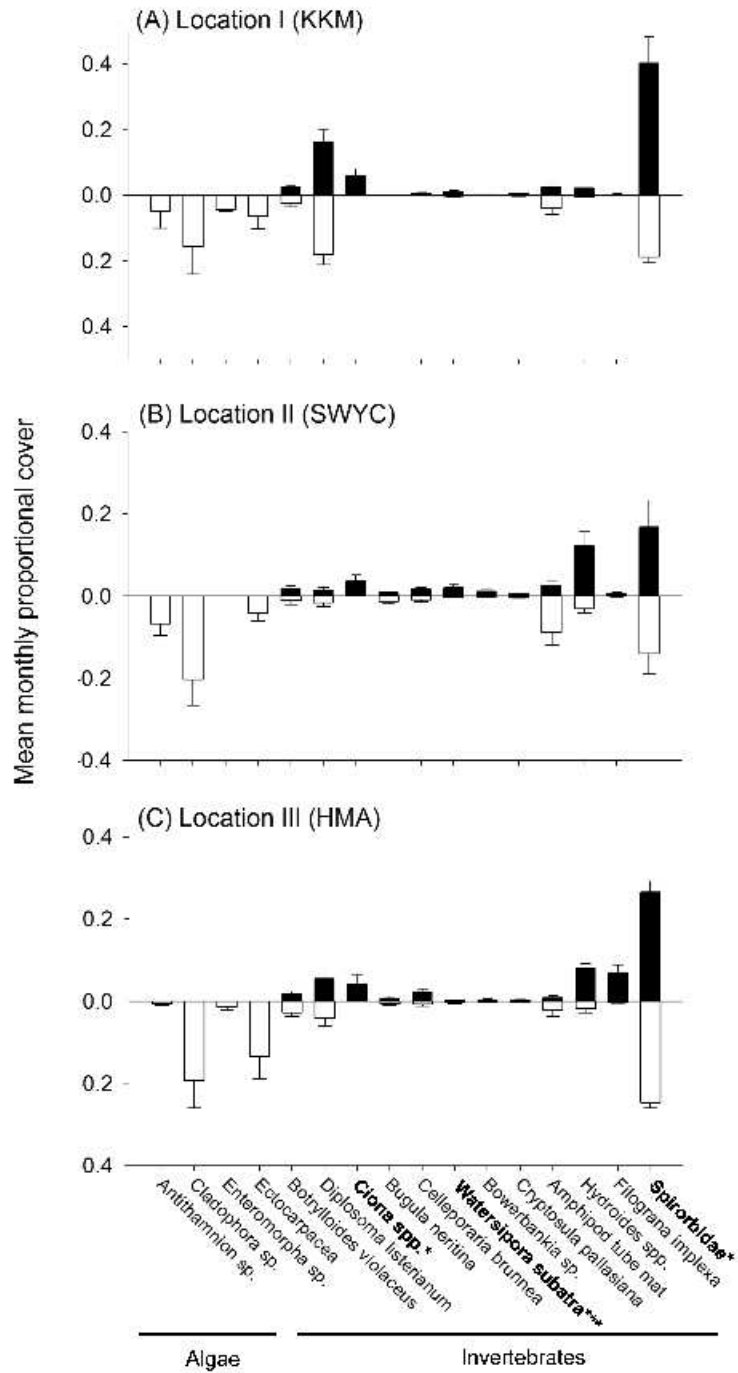 (A) Location I (KKM)
0.4
0.2
0.0
0.2
0.4
(B) Location II (SWYC)
0.4
0.2
0.0
-0.2
-0.4
Mean monthly proportional cover
(C) Location III (HMA)
0.4
0.2
0.0
0.2
0.4
Antithamnion sp.
Cladophora sp.
Enteromorpha sp.
Ectocarpacea
Botrylloides violaceus
Diplosoma listerianum
Ciona spp.*
Bugula neritina
Celleporaria brunnea
Watersipora subatra***
Bowerbankia sp.
Cryptosula pallasiana
Amphipod tube mat
Hydroides spp.
Filograna implexa
Spirorbidae*
Algae
Invertebrates